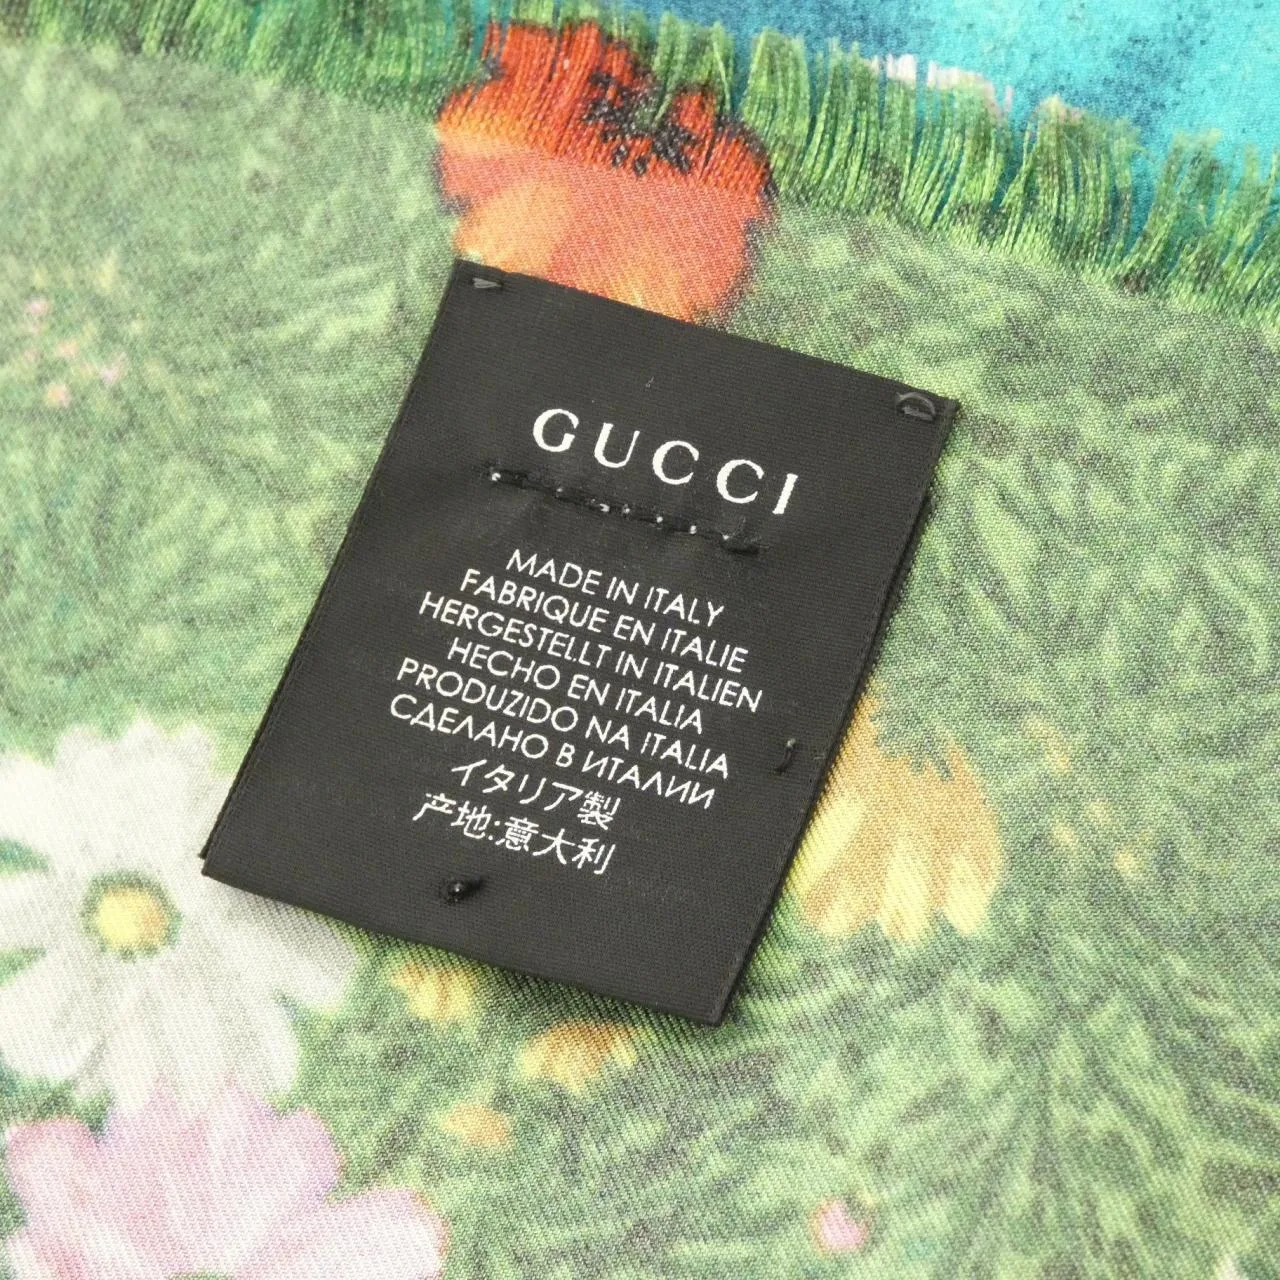 GUCCI
MADE IN ITALY
FABRIQUE EN ITALIE
HERGESTELLT IN ITALIEN
HECHO EN ITALIA
PRODUZIDO NA ITALIA
СДЕЛАНО В ИТАЛИИ
イタリア製
产地:意大利